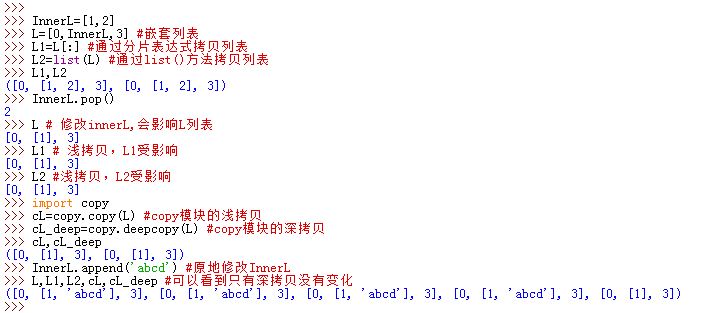 >>>
>>> InnerL=[1,2]
>>> L=[0,InnerL,3] #嵌套列表
>>> L1=L[:] #通过分片表达式拷贝列表
>>> L2=list(L) #通过list()方法拷贝列表
>>> L1,L2
([0, [1, 2], 3], [0, [1, 2], 3])
>>> InnerL.pop()
2
>>> L # 修改innerL,会影响L列表
[0, [1], 3]
>>> L1 # 浅拷贝，L1受影响
[0, [1], 3]
>>> L2 #浅拷贝，L2受影响
[0, [1], 3]
>>> import copy
>>> cL=copy.copy(L) #copy模块的浅拷贝
>>> cL_deep=copy.deepcopy(L) #copy模块的深拷贝
>>> cL,cL_deep
([0, [1], 3], [0, [1], 3])
>>> InnerL.append('abcd') #原地修改InnerL
>>> L,L1,L2,cL,cL_deep #可以看到只有深拷贝没有变化
([0, [1, 'abcd'], 3], [0, [1, 'abcd'], 3], [0, [1, 'abcd'], 3], [0, [1, 'abcd'], 3], [0, [1], 3])
>>>